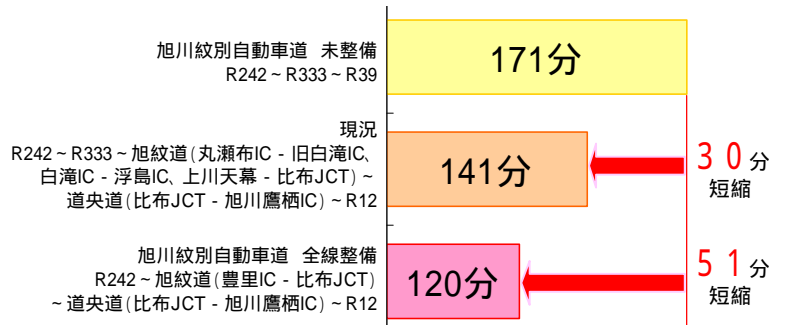 旭川紋別自動車道 未整備
R242~R333~R39
171分
現況
R242~R333~旭紋道(丸瀬布IC - 旧白滝IC、
白滝IC - 浮島IC、上川天幕 - 比布JCT)~
道央道(比布JCT - 旭川鷹栖IC)~R12
141分
30分
短縮
旭川紋別自動車道 全線整備
R242~旭紋道(豊里IC - 比布JCT)
~道央道(比布JCT - 旭川鷹栖IC)~R12
120分
51分
短縮